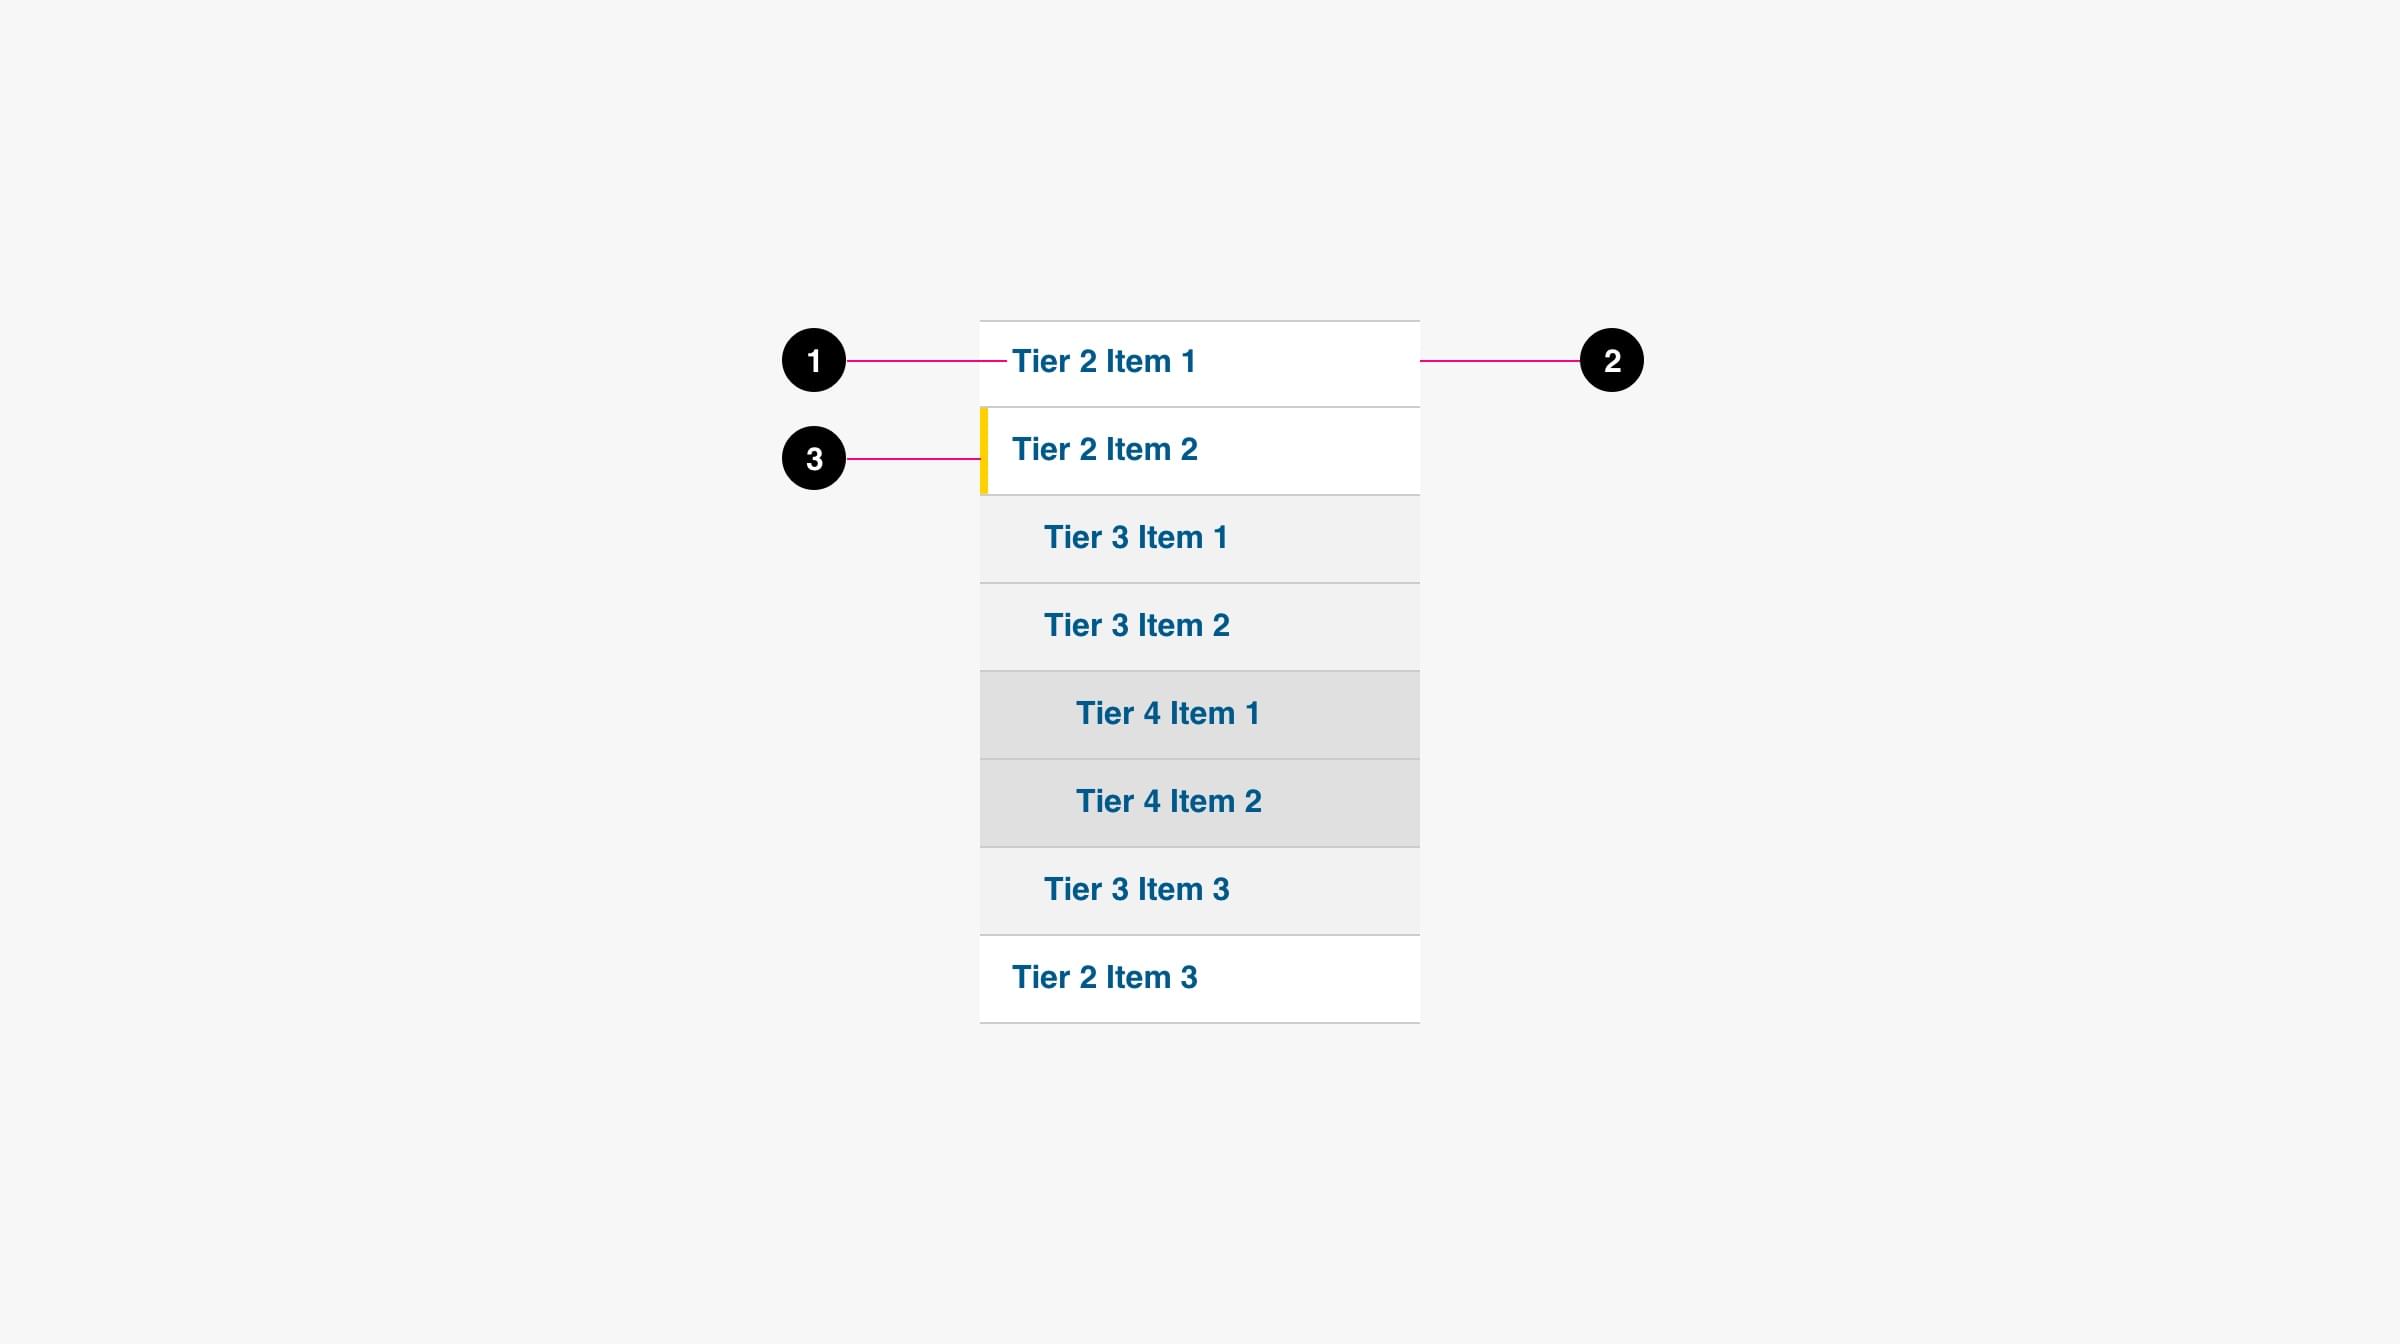 1 Tier 2 Item 1 2
3 Tier 2 Item 2
Tier 3 Item 1
Tier 3 Item 2
Tier 4 Item 1
Tier 4 Item 2
Tier 3 Item 3
Tier 2 Item 3